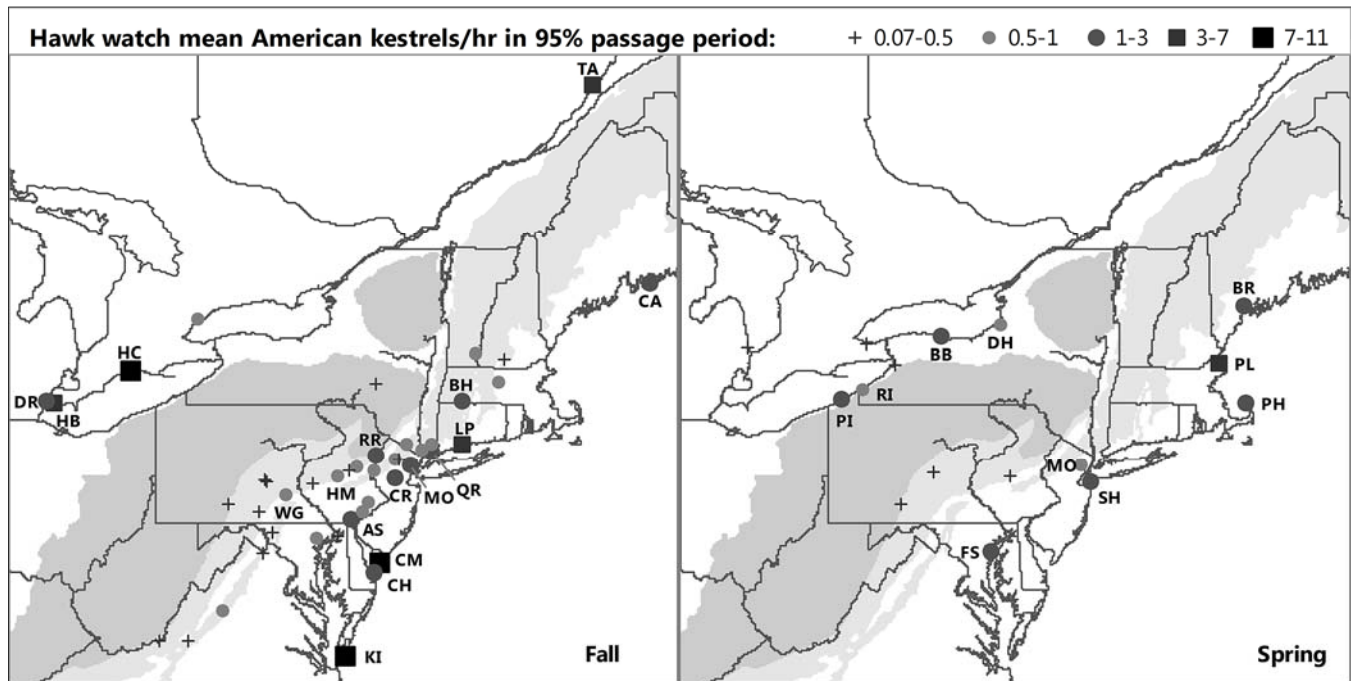 Hawk watch mean American kestrels/hr in 95% passage period: + 0.07-0.5 0.5-1 1-3 3-7 7-11
TA
CA
HC
DR
HB
BH
LP
RR
HM
CR
MO
QR
WG
AS
CM
CH
KI
Fall
BR
DH
BB
PL
RI
PI
PH
MO
SH
FS
Spring